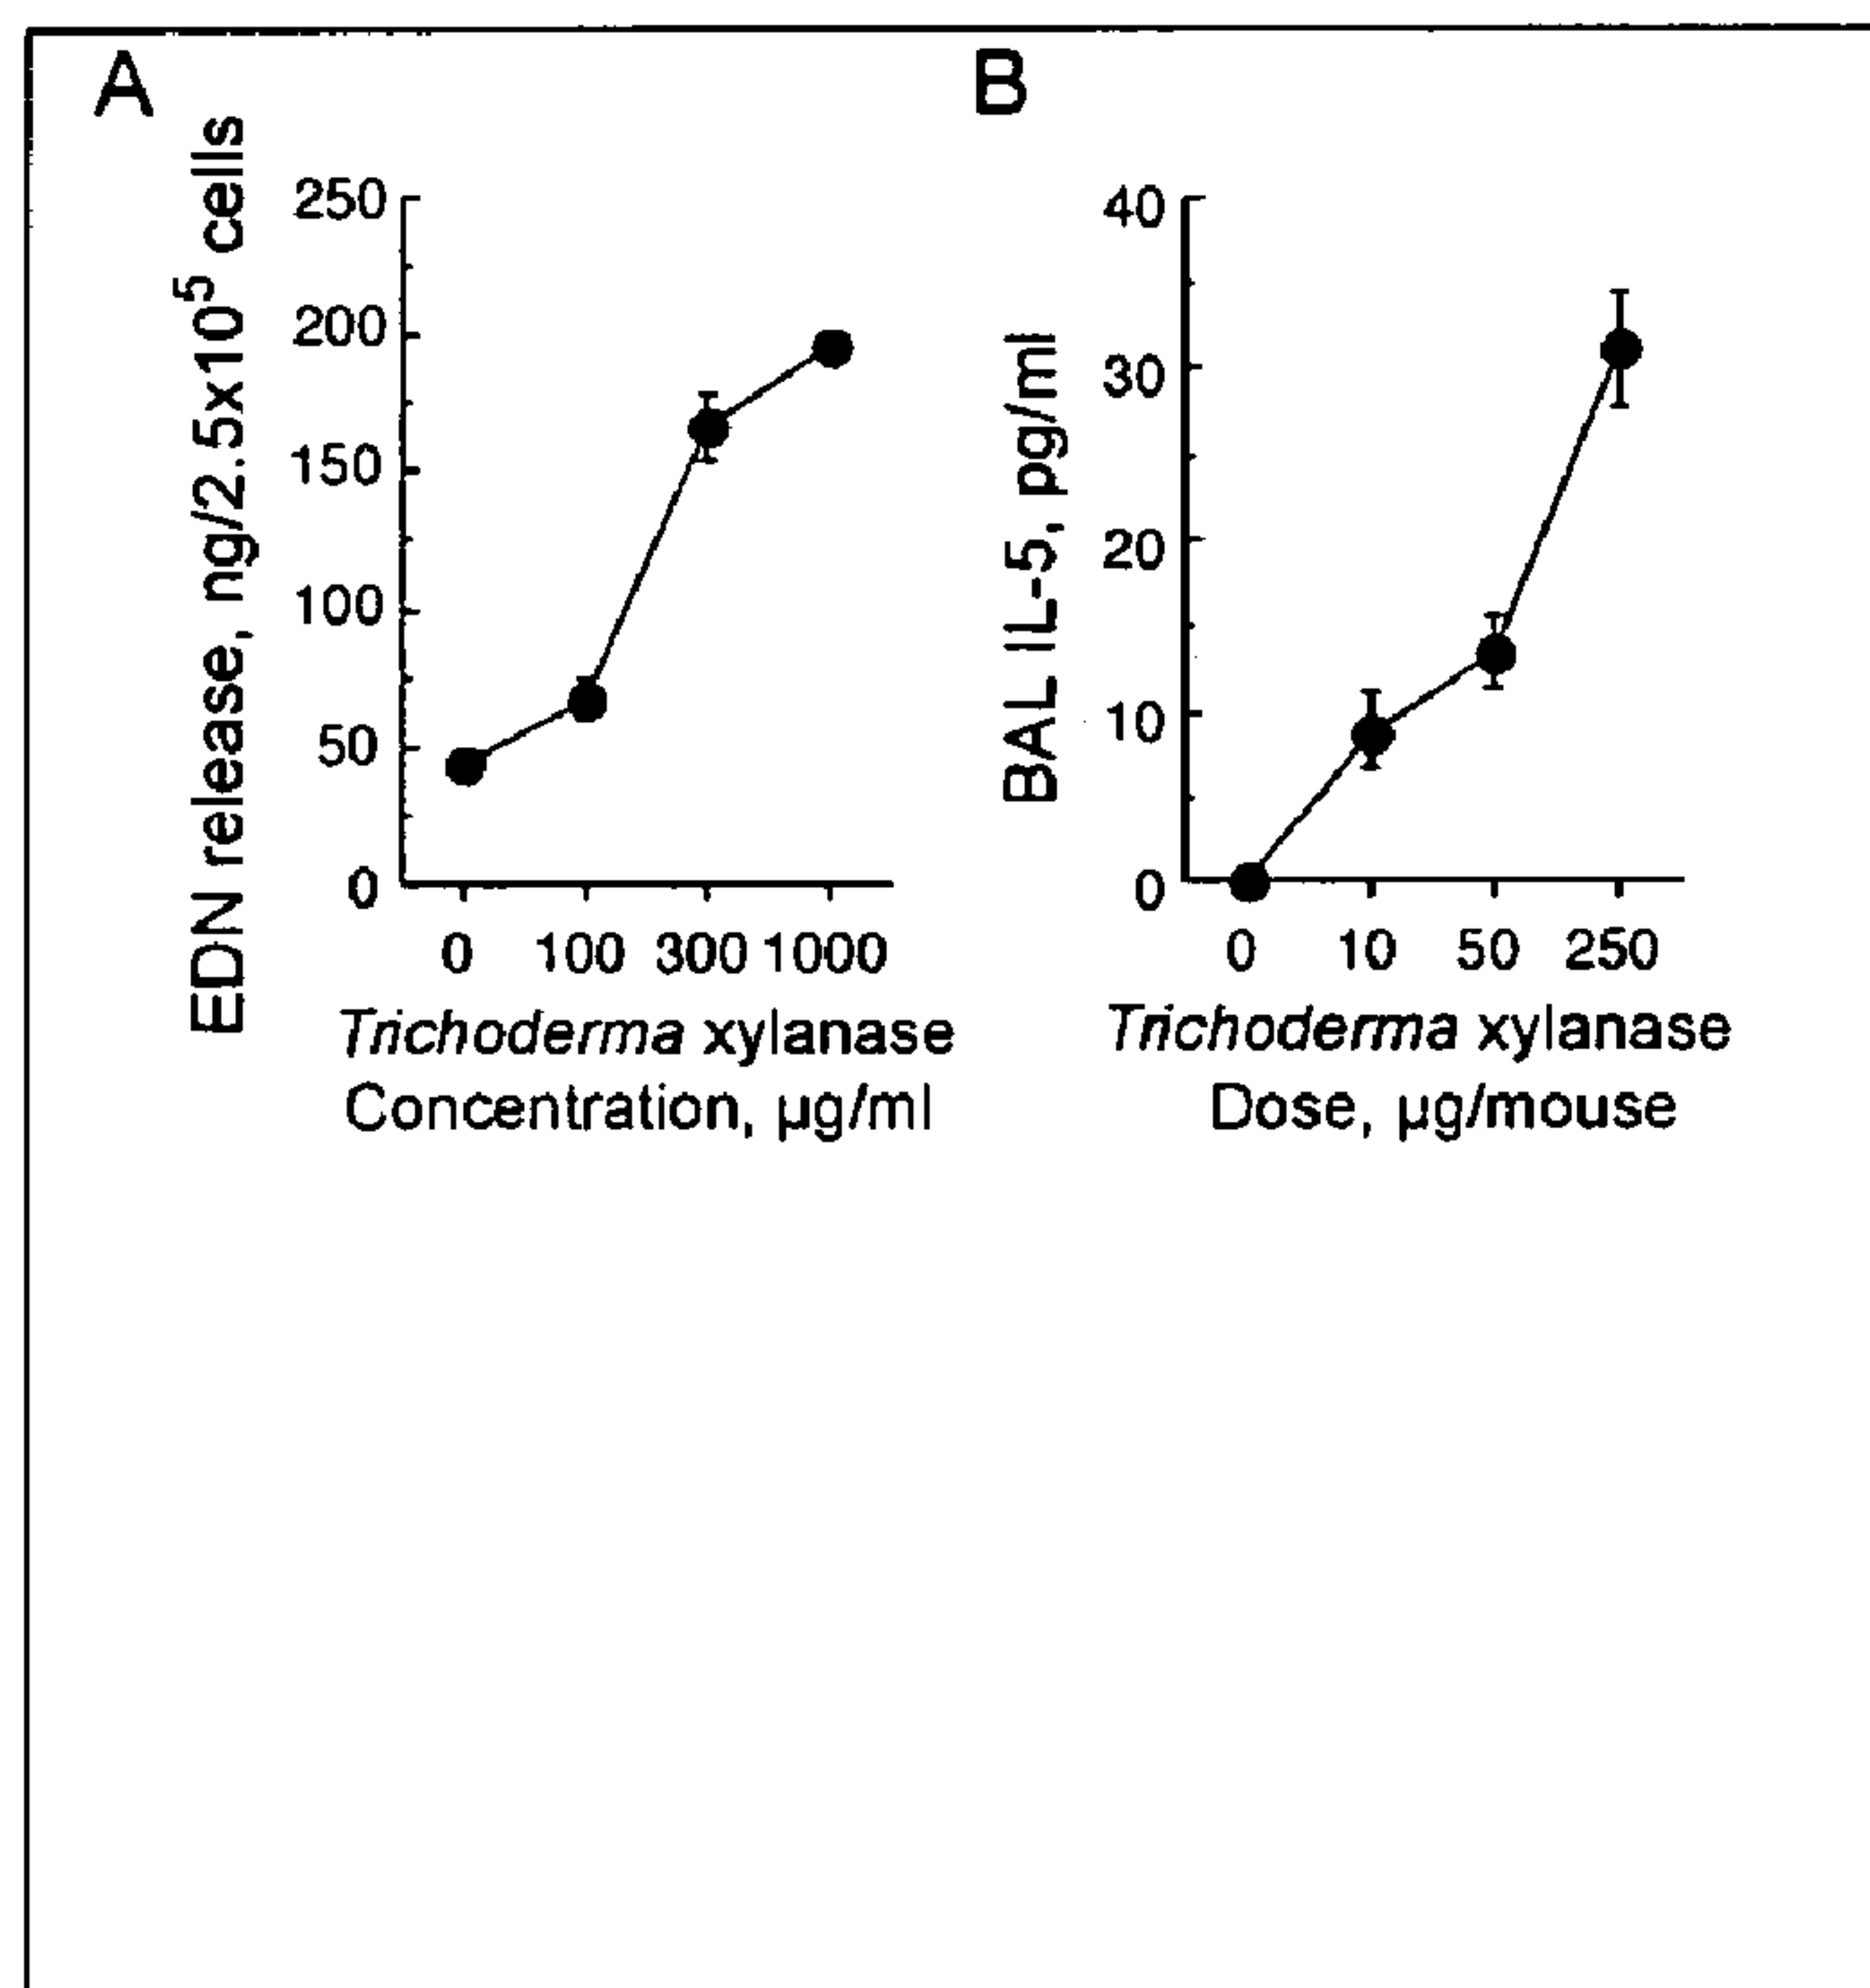 A
EDN release, ng/2.5x10⁵ cells
250
200
150
100
50
0
0 100 300 1000
Trichoderma xylanase
Concentration, µg/ml
B
BAL IL-5, pg/ml
40
30
20
10
0
0 10 50 250
Trichoderma xylanase
Dose, µg/mouse